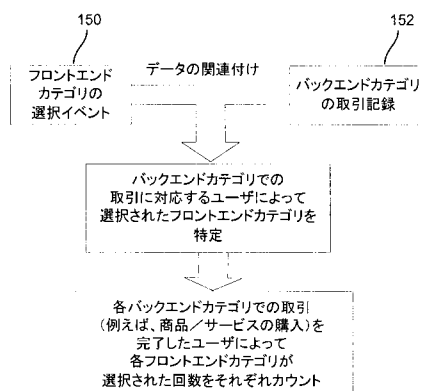 150
152
フロントエンド
カテゴリの
選択イベント
データの関連付け
バックエンドカテゴリ
の取引記録
バックエンドカテゴリでの
取引に対応するユーザによって
選択されたフロントエンドカテゴリを
特定
各バックエンドカテゴリでの取引
(例えば、商品／サービスの購入)を
完了したユーザによって
各フロントエンドカテゴリが
選択された回数をそれぞれカウント